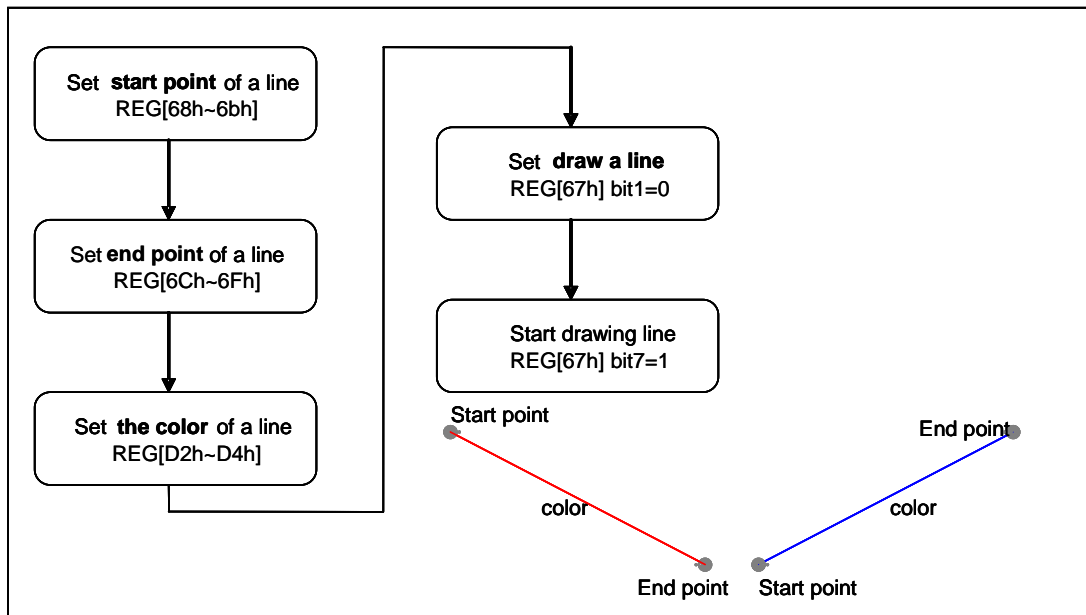 Set start point of a line
REG[68h~6bh]
Set end point of a line
REG[6Ch~6Fh]
Set the color of a line
REG[D2h~D4h]
Set draw a line
REG[67h] bit1=0
Start drawing line
REG[67h] bit7=1
Start point
color
End point
End point
color
Start point